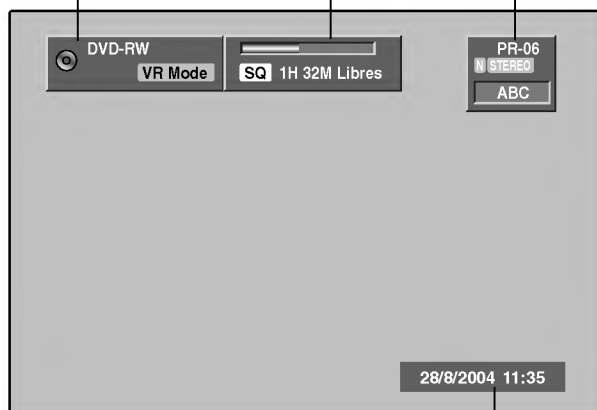 DVD-RW
VR Mode
SQ 1H 32M Libres
PR-06
N STEREO
ABC
28/8/2004 11:35